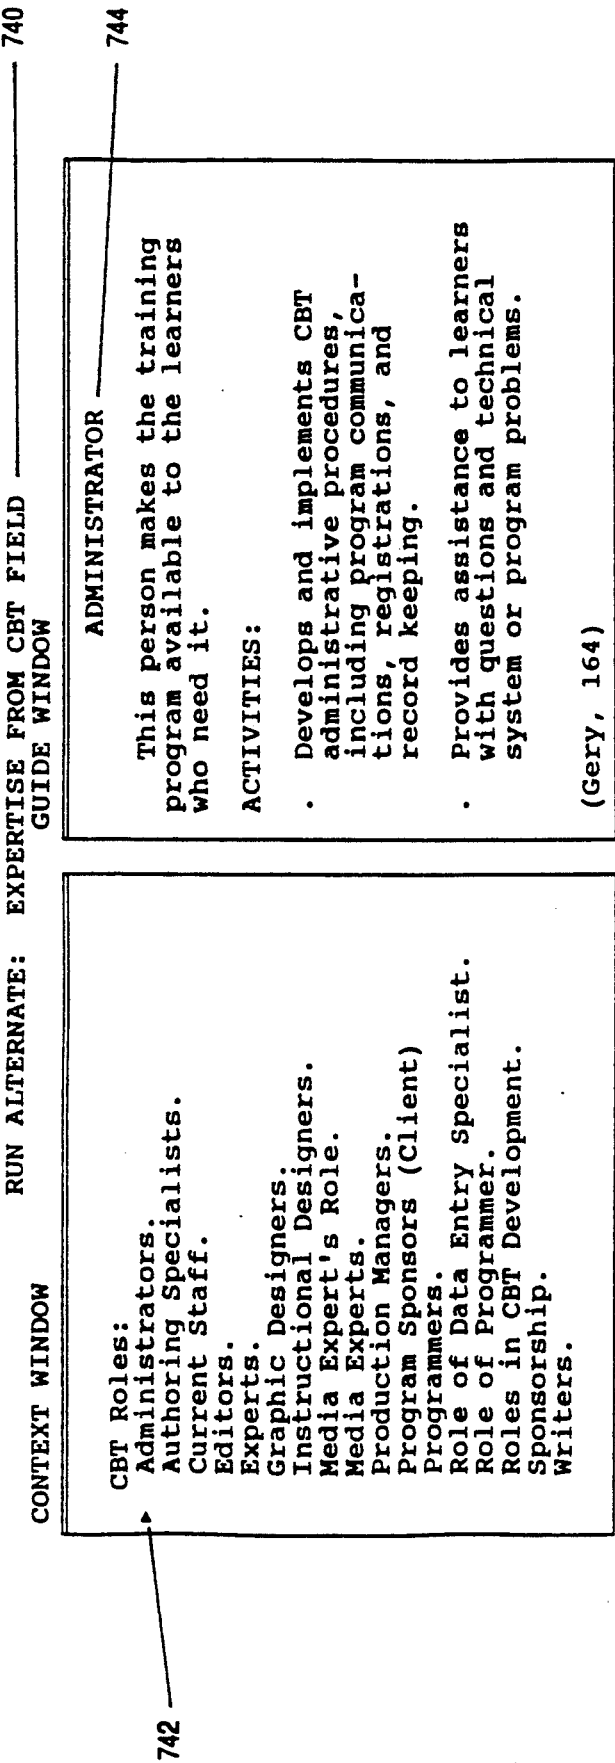 RUN ALTERNATE: EXPERTISE FROM CBT FIELD
740
CONTEXT WINDOW
GUIDE WINDOW
742
CBT Roles:
Administrators.
Authoring Specialists.
Current Staff.
Editors.
Experts.
Graphic Designers.
Instructional Designers.
Media Expert's Role.
Media Experts.
Production Managers.
Program Sponsors (Client)
Programmers.
Role of Data Entry Specialist.
Role of Programmer.
Roles in CBT Development.
Sponsorship.
Writers.
ADMINISTRATOR
744
This person makes the training
program available to the learners
who need it.
ACTIVITIES:
· Develops and implements CBT
administrative procedures,
including program communica-
tions, registrations, and
record keeping.
· Provides assistance to learners
with questions and technical
system or program problems.
(Gery, 164)